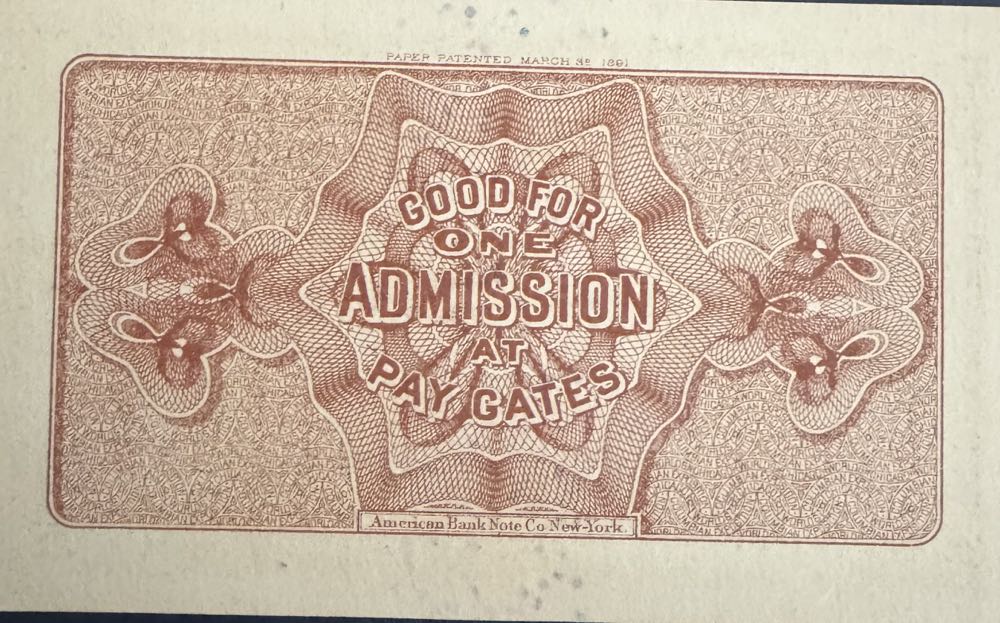 PAPER PATENTED MARCH 3D 1891
GOOD FOR
ONE
ADMISSION
AT
PAY GATES
American Bank Note Co New-York.